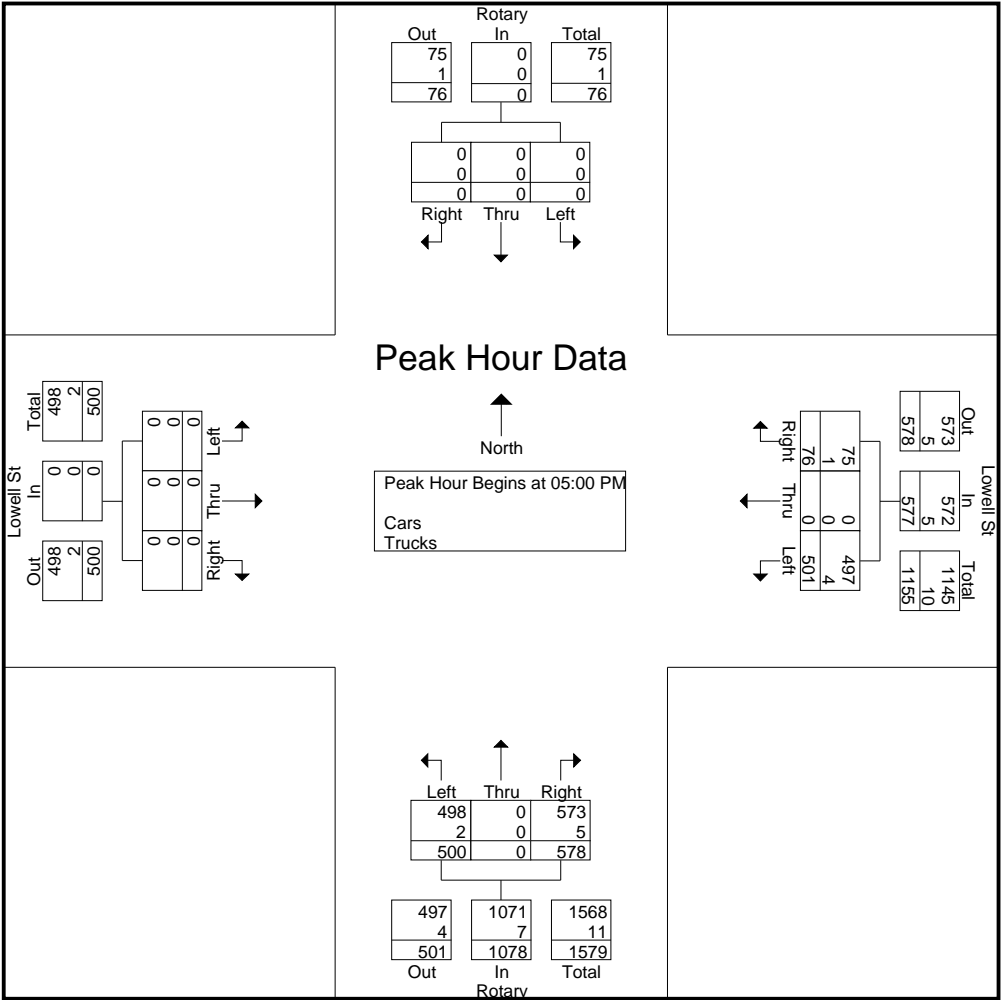 Rotary
Out In Total
75 0 75
1 0 1
76 0 76
0 0 0
0 0 0
0 0 0
Right Thru Left
Peak Hour Data
North
Peak Hour Begins at 05:00 PM
Cars
Trucks
Lowell St
Total In Out
498 0 498
2 0 2
500 0 500
0 0 0
0 0 0
0 0 0
Left Thru Right
Lowell St
Out In Total
573 572 1145
5 5 10
578 577 1155
75 0 497
1 0 4
76 0 501
Right Thru Left
Left Thru Right
498 0 573
2 0 5
500 0 578
497 1071 1568
4 7 11
501 1078 1579
Out In Total
Rotary